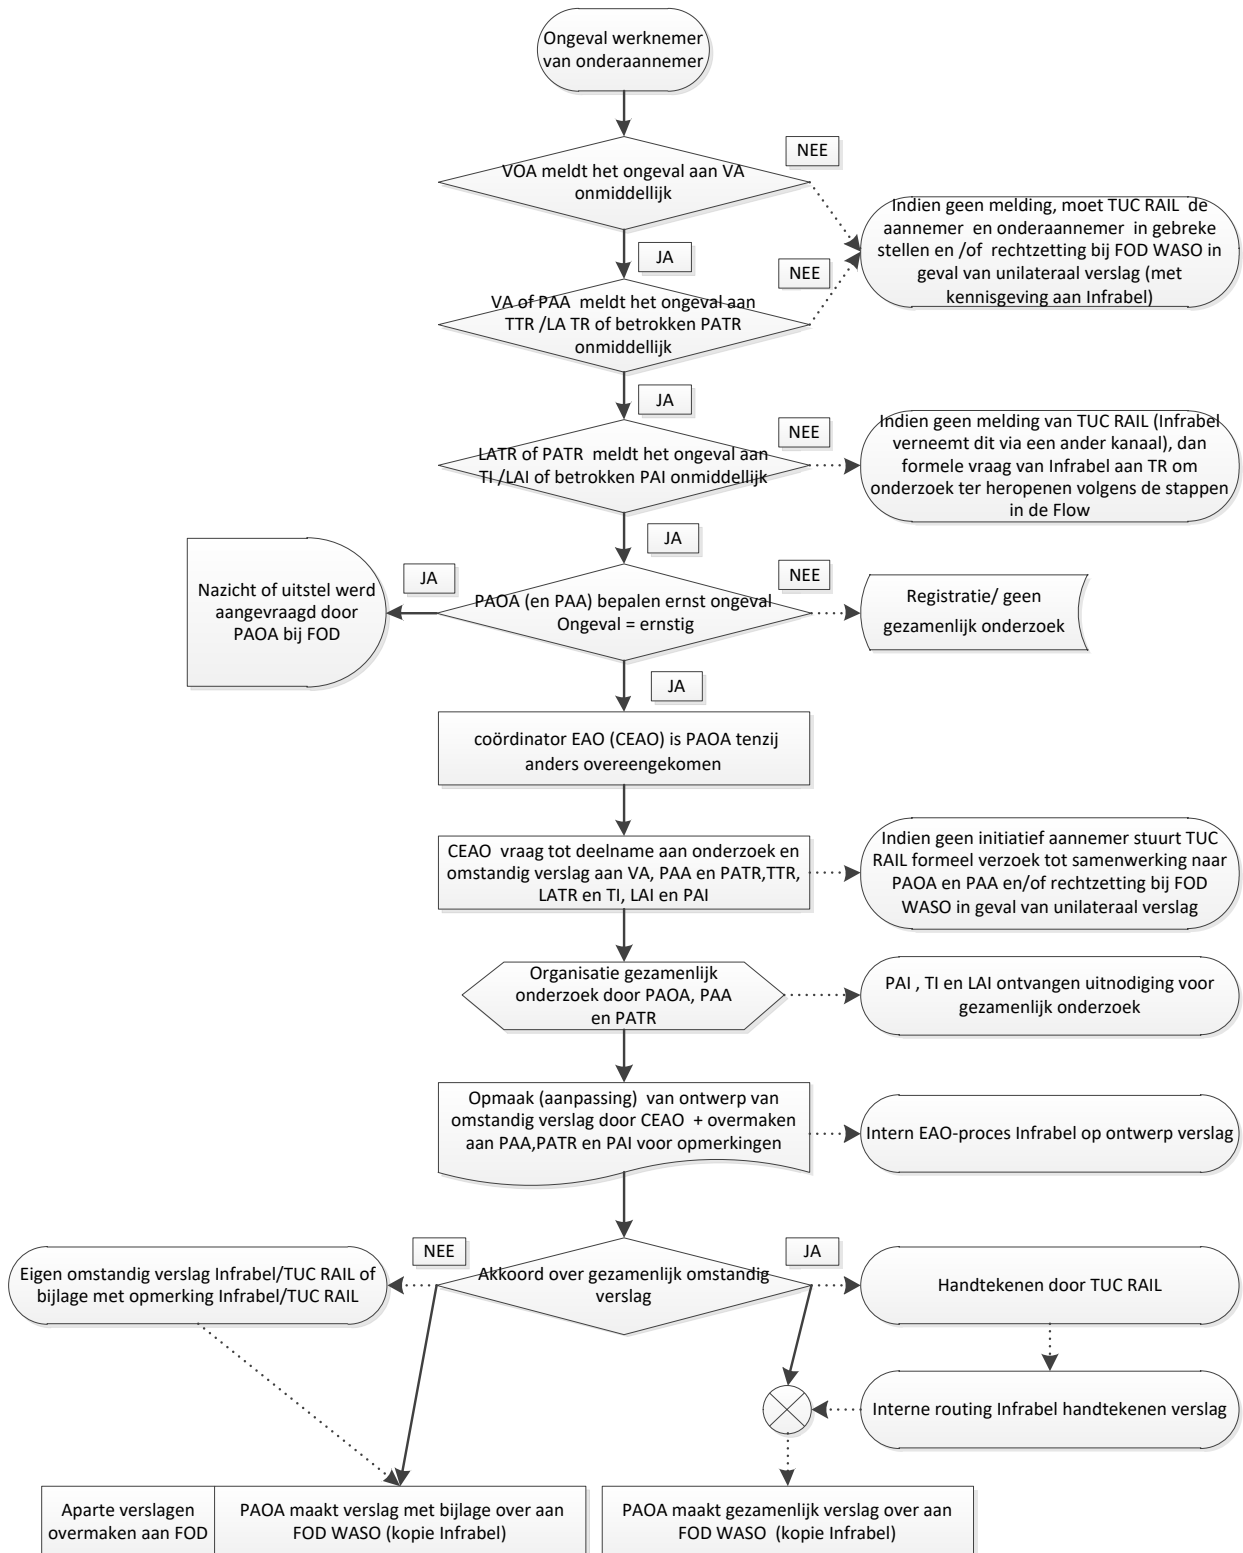 Ongeval werknemer
van onderaannemer
NEE
VOA meldt het ongeval aan VA
onmiddellijk
Indien geen melding, moet TUC RAIL de
aannemer en onderaannemer in gebreke
stellen en /of rechtzetting bij FOD WASO in
geval van unilateraal verslag (met
kennisgeving aan Infrabel)
JA
NEE
VA of PAA meldt het ongeval aan
TTR /LA TR of betrokken PATR
onmiddellijk
JA
NEE
LATR of PATR meldt het ongeval aan
TI /LAI of betrokken PAI onmiddellijk
Indien geen melding van TUC RAIL (Infrabel
verneemt dit via een ander kanaal), dan
formele vraag van Infrabel aan TR om
onderzoek ter heropenen volgens de stappen
in de Flow
JA
JA
NEE
Nazicht of uitstel werd
aangevraagd door
PAOA bij FOD
PAOA (en PAA) bepalen ernst ongeval
Ongeval = ernstig
Registratie/ geen
gezamenlijk onderzoek
JA
coördinator EAO (CEAO) is PAOA tenzij
anders overeengekomen
CEAO vraag tot deelname aan onderzoek en
omstandig verslag aan VA, PAA en PATR,TTR,
LATR en TI, LAI en PAI
Indien geen initiatief aannemer stuurt TUC
RAIL formeel verzoek tot samenwerking naar
PAOA en PAA en/of rechtzetting bij FOD
WASO in geval van unilateraal verslag
Organisatie gezamenlijk
onderzoek door PAOA, PAA
en PATR
PAI , TI en LAI ontvangen uitnodiging voor
gezamenlijk onderzoek
Opmaak (aanpassing) van ontwerp van
omstandig verslag door CEAO + overmaken
aan PAA,PATR en PAI voor opmerkingen
Intern EAO-proces Infrabel op ontwerp verslag
NEE
JA
Eigen omstandig verslag Infrabel/TUC RAIL of
bijlage met opmerking Infrabel/TUC RAIL
Akkoord over gezamenlijk omstandig
verslag
Handtekenen door TUC RAIL
Interne routing Infrabel handtekenen verslag
Aparte verslagen
overmaken aan FOD
PAOA maakt verslag met bijlage over aan
FOD WASO (kopie Infrabel)
PAOA maakt gezamenlijk verslag over aan
FOD WASO (kopie Infrabel)